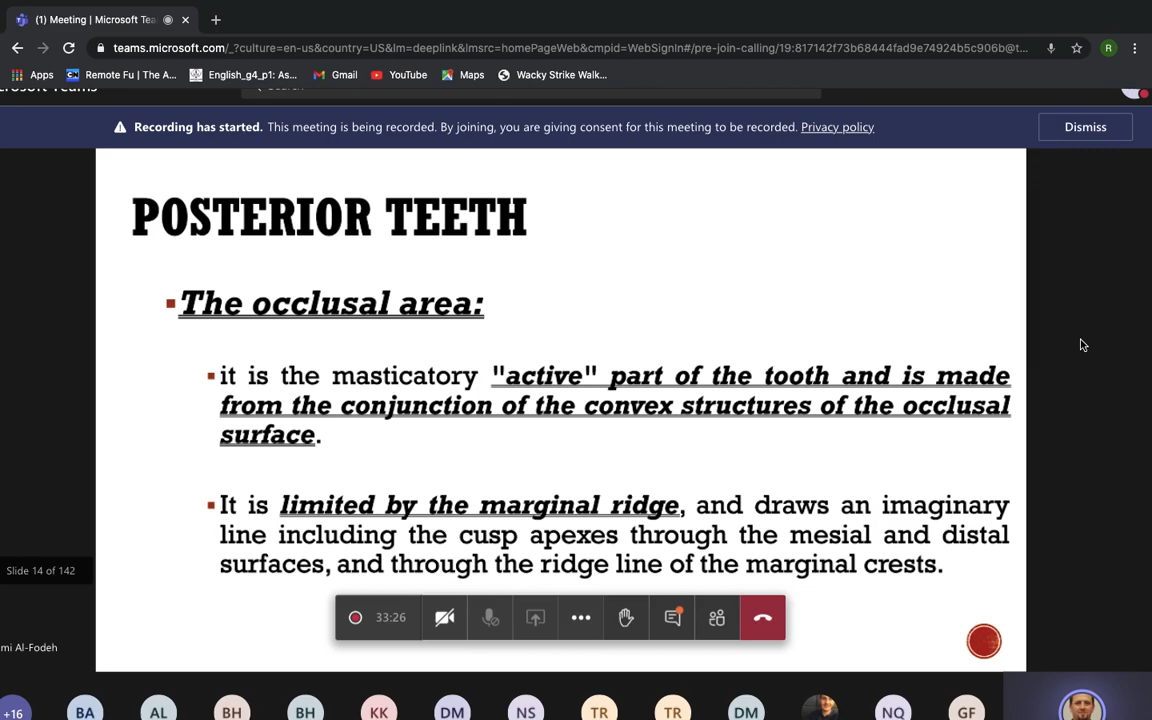 (1) Meeting | Microsoft Tea
teams.microsoft.com/_?culture=en-us&country=US&lm=deeplink&lmsrc=homePageWeb&cmpid=WebSignIn#/pre-join-calling/19:817142f73b68444fad9e74924b5c906b@t...
R
Apps Remote Fu | The A... English_g4_p1: As... Gmail YouTube Maps Wacky Strike Walk...
Recording has started. This meeting is being recorded. By joining, you are giving consent for this meeting to be recorded. Privacy policy Dismiss
POSTERIOR TEETH
The occlusal area:
it is the masticatory "active" part of the tooth and is made
from the conjunction of the convex structures of the occlusal
surface.
It is limited by the marginal ridge, and draws an imaginary
line including the cusp apexes through the mesial and distal
surfaces, and through the ridge line of the marginal crests.
Slide 14 of 142
33:26
mi Al-Fodeh
+16 BA AL BH BH KK DM NS TR TR DM NQ GF